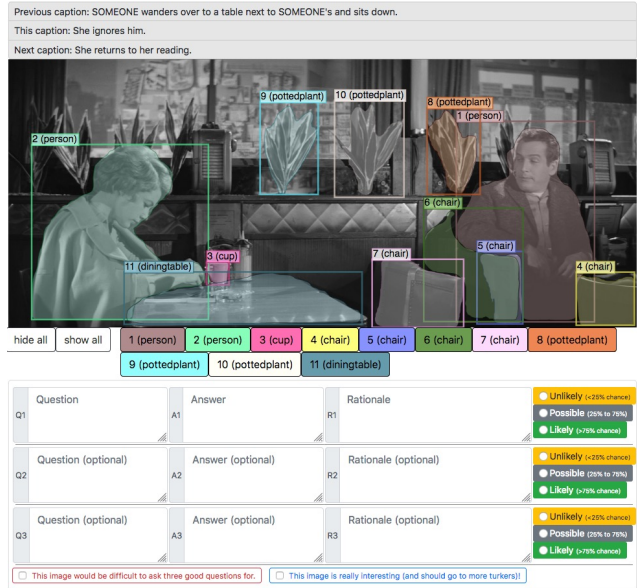 Previous caption: SOMEONE wanders over to a table next to SOMEONE's and sits down.
This caption: She ignores him.
Next caption: She returns to her reading.
9 (pottedplant)
10 (pottedplant)
8 (pottedplant)
1 (person)
2 (person)
6 (chair)
3 (cup)
5 (chair)
7 (chair)
11 (diningtable)
4 (chair)
hide all show all 1 (person) 2 (person) 3 (cup) 4 (chair) 5 (chair) 6 (chair) 7 (chair) 8 (pottedplant)
9 (pottedplant) 10 (pottedplant) 11 (diningtable)
Q1 Question A1 Answer R1 Rationale
Unlikely (<25% chance)
Possible (25% to 75%)
Likely (>75% chance)
Q2 Question (optional) A2 Answer (optional) R2 Rationale (optional)
Unlikely (<25% chance)
Possible (25% to 75%)
Likely (>75% chance)
Q3 Question (optional) A3 Answer (optional) R3 Rationale (optional)
Unlikely (<25% chance)
Possible (25% to 75%)
Likely (>75% chance)
This image would be difficult to ask three good questions for. This image is really interesting (and should go to more turkers)!